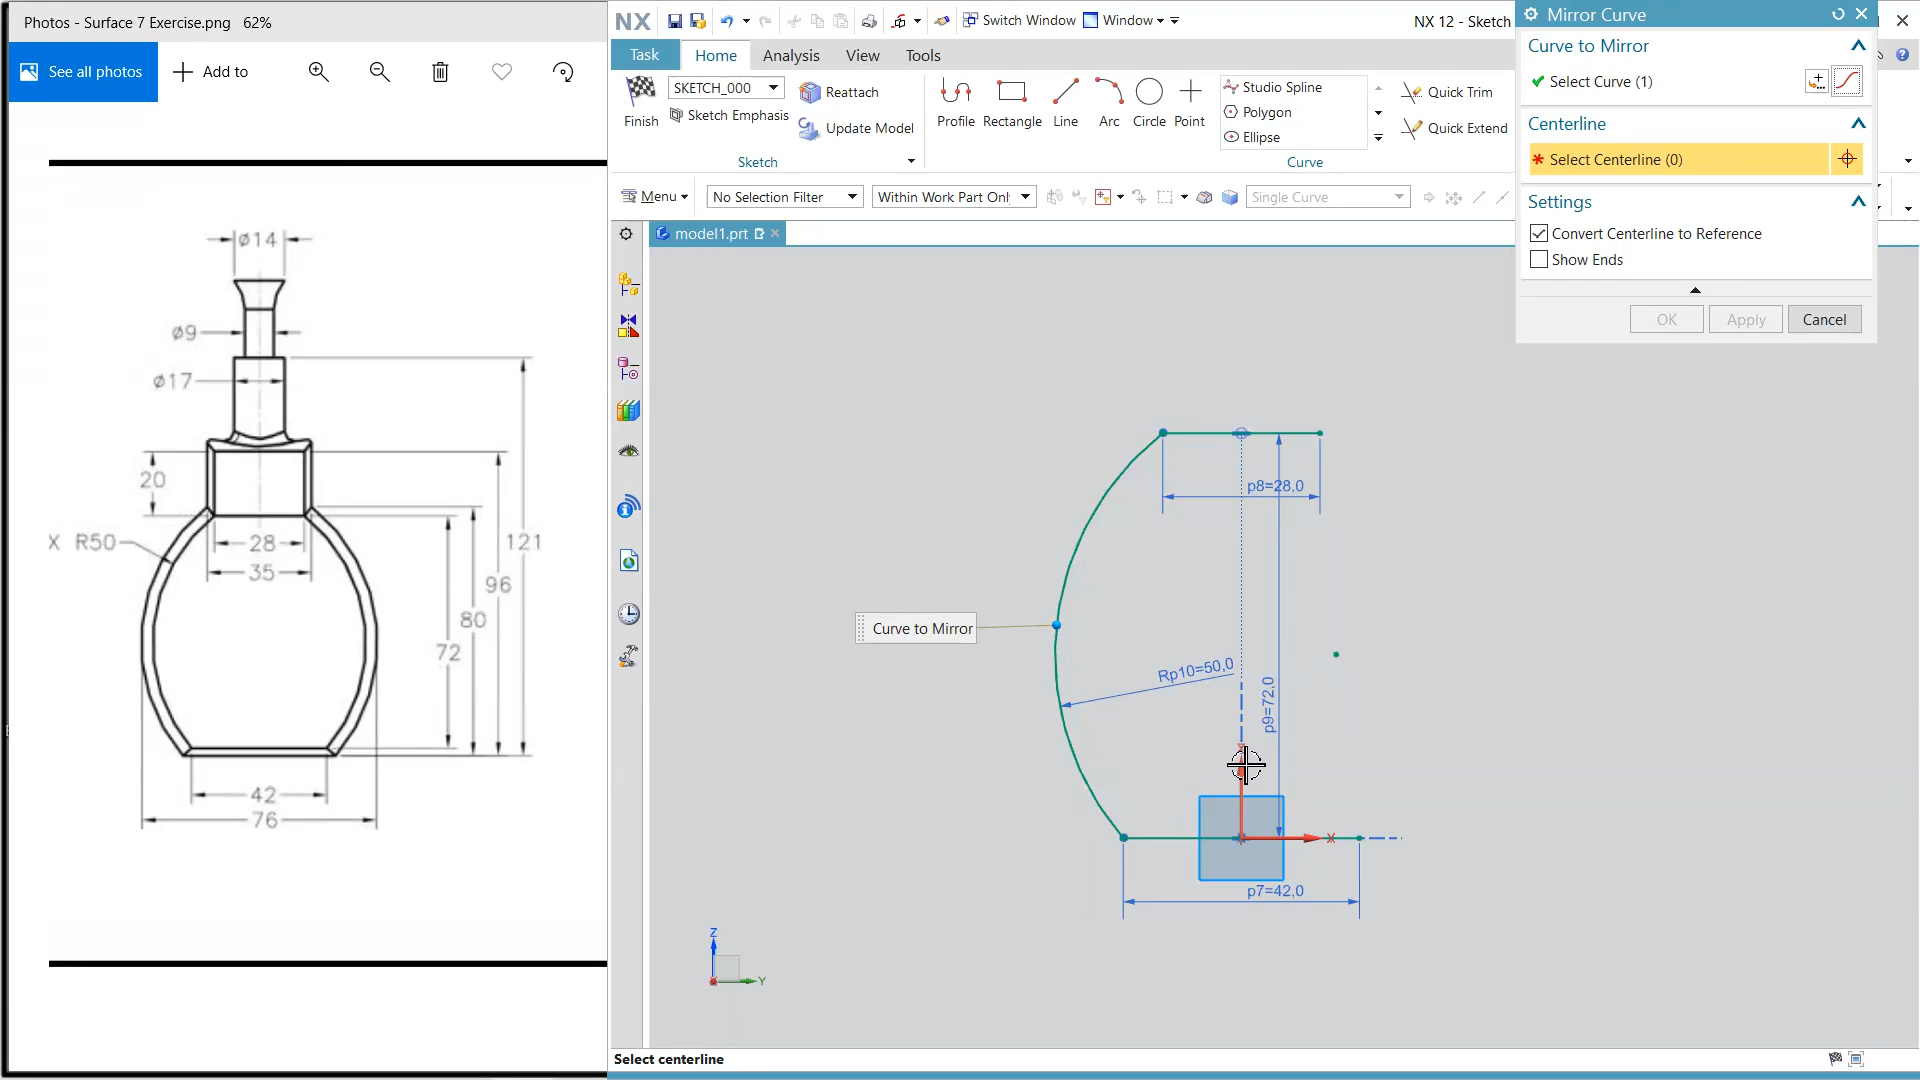 Photos - Surface 7 Exercise.png   62%
See all photos
Add to
ø14
ø9
ø17
20
X R50
28
35
121
96
80
72
42
76
NX
Switch Window
Window
NX 12 - Sketch
Task
Home
Analysis
View
Tools
Finish
SKETCH_000
Sketch Emphasis
Reattach
Update Model
Sketch
Profile
Rectangle
Line
Arc
Circle
Point
Studio Spline
Polygon
Ellipse
Quick Trim
Quick Extend
Curve
Menu
No Selection Filter
Within Work Part Onl
Single Curve
model1.prt
Mirror Curve
Curve to Mirror
Select Curve (1)
Centerline
* Select Centerline (0)
Settings
Convert Centerline to Reference
Show Ends
OK
Apply
Cancel
p8=28,0
Curve to Mirror
Rp10=50,0
p9=72,0
X
p7=42,0
Z
Y
Select centerline